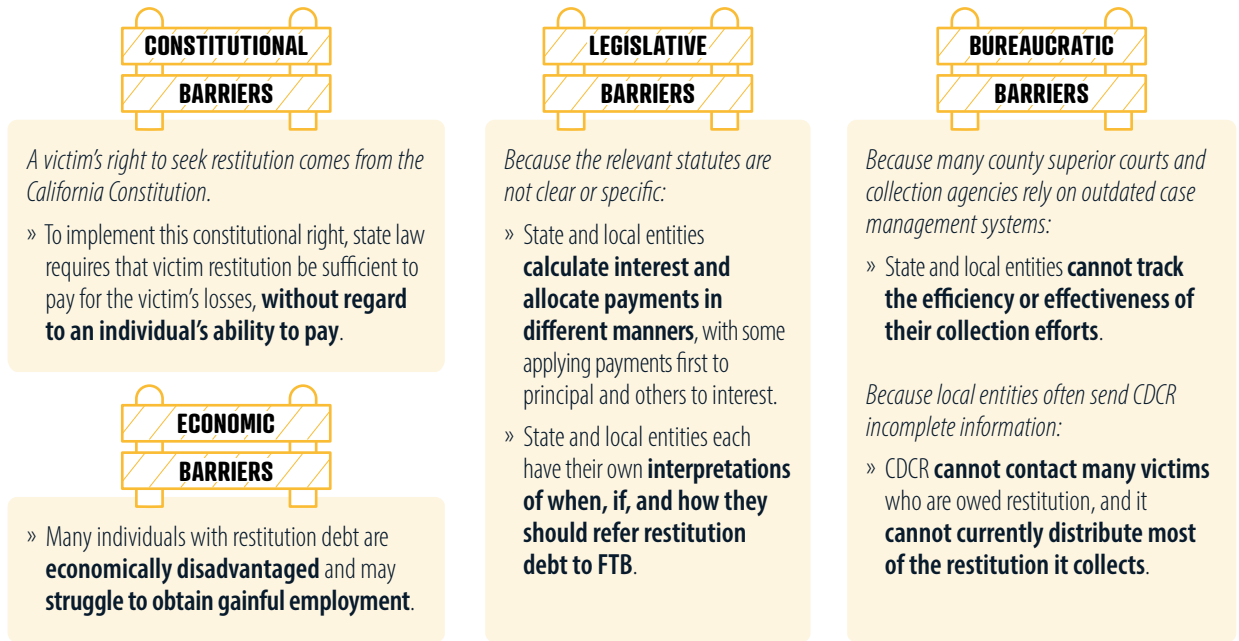 CONSTITUTIONAL
BARRIERS
A victim’s right to seek restitution comes from the
California Constitution.
» To implement this constitutional right, state law
requires that victim restitution be sufficient to
pay for the victim’s losses, without regard
to an individual’s ability to pay.
ECONOMIC
BARRIERS
» Many individuals with restitution debt are
economically disadvantaged and may
struggle to obtain gainful employment.
LEGISLATIVE
BARRIERS
Because the relevant statutes are
not clear or specific:
» State and local entities
calculate interest and
allocate payments in
different manners, with some
applying payments first to
principal and others to interest.
» State and local entities each
have their own interpretations
of when, if, and how they
should refer restitution
debt to FTB.
BUREAUCRATIC
BARRIERS
Because many county superior courts and
collection agencies rely on outdated case
management systems:
» State and local entities cannot track
the efficiency or effectiveness of
their collection efforts.
Because local entities often send CDCR
incomplete information:
» CDCR cannot contact many victims
who are owed restitution, and it
cannot currently distribute most
of the restitution it collects.